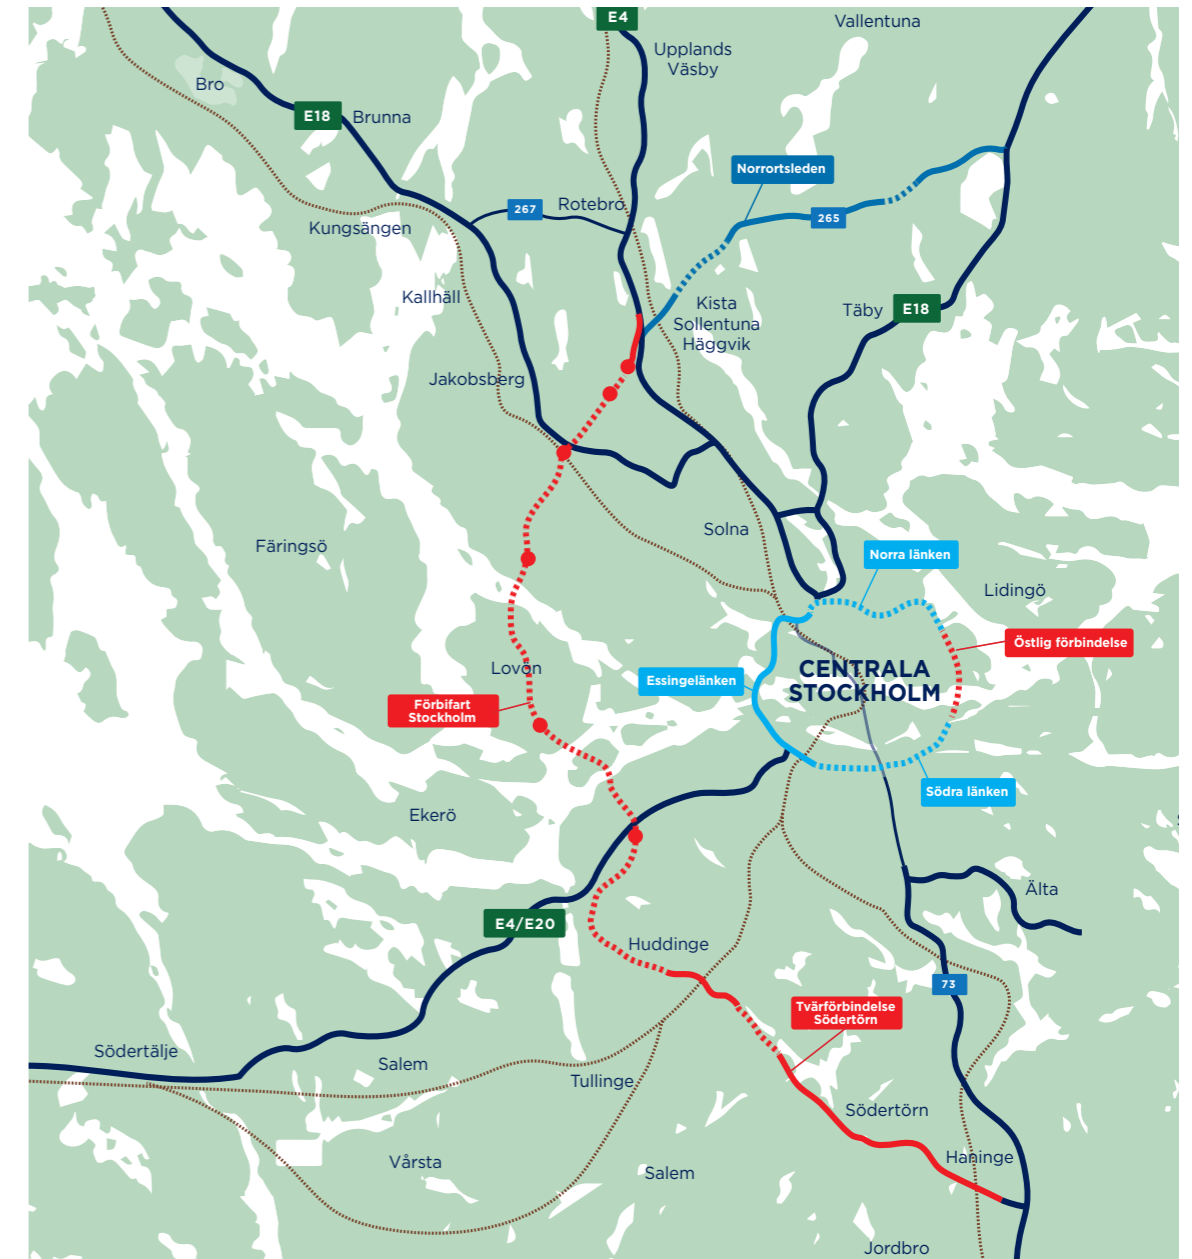 E4
Vallentuna
Upplands
Väsby
Bro
E18
Brunna
Norrortsleden
267
Rotebro
265
Kungsängen
Kallhäll
Kista
Sollentuna
Häggvik
Täby
E18
Jakobsberg
Solna
Färingsö
Norra länken
Lidingö
Östlig förbindelse
Lovön
Essingelänken
CENTRALA
STOCKHOLM
Förbifart
Stockholm
Södra länken
Ekerö
Älta
E4/E20
Huddinge
73
Tvärförbindelse
Södertörn
Södertälje
Salem
Tullinge
Södertörn
Vårsta
Salem
Haninge
Jordbro